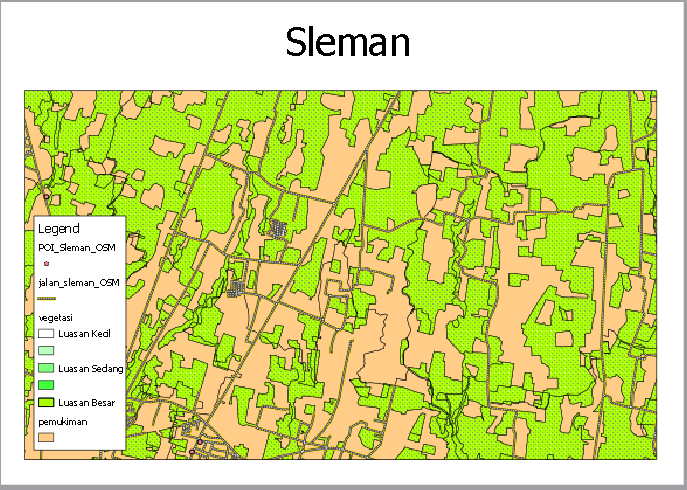 Sleman
Legend
POI_Sleman_OSM
jalan_sleman_OSM
vegetasi
Luasan Kecil
Luasan Sedang
Luasan Besar
pemukiman